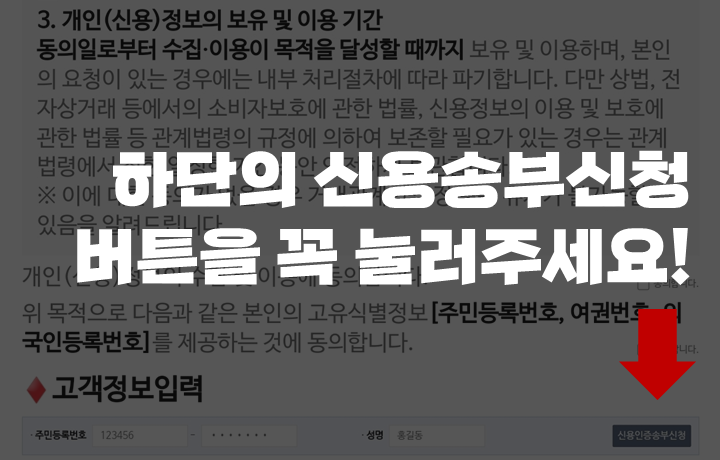 3. 개인(신용)정보의 보유 및 이용 기간
동의일로부터 수집·이용이 목적을 달성할 때까지 보유 및 이용하며, 본인
의 요청이 있는 경우에는 내부 처리절차에 따라 파기합니다. 다만 상법, 전
자상거래 등에서의 소비자보호에 관한 법률, 신용정보의 이용 및 보호에
관한 법률 등 관계법령의 규정에 의하여 보존할 필요가 있는 경우는 관계
법령에서
하단의 신용송부신청
※ 이에
있음을 알려드립니다.
버튼을 꼭 눌러주세요!
개인(신용)정보의
위 목적으로 다음과 같은 본인의 고유식별정보 [주민등록번호, 여권번호, 외
국인등록번호]를 제공하는 것에 동의합니다.
고객정보입력
· 주민등록번호 123456 - ······· · 성명 홍길동 신용인증송부신청